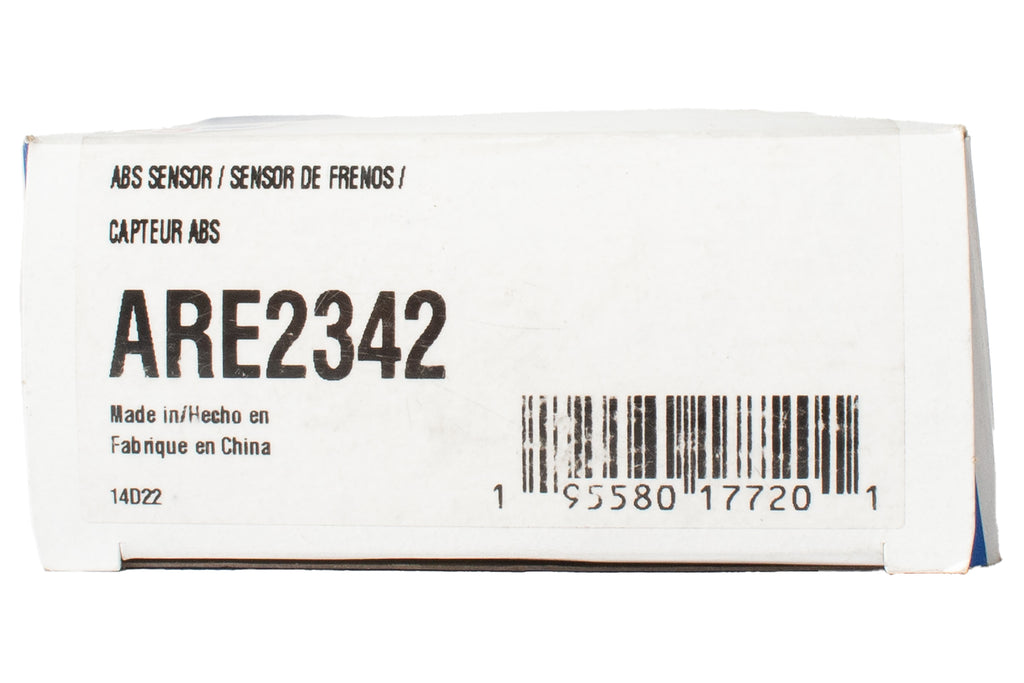 ABS SENSOR / SENSOR DE FRENOS /
CAPTEUR ABS
ARE2342
Made in/Hecho en
Fabrique en China
14D22
1 95580 17720 1